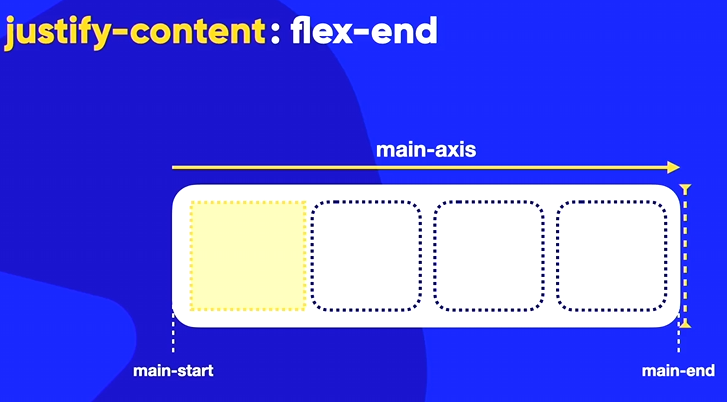 justify-content: flex-end
main-axis
main-start
main-end